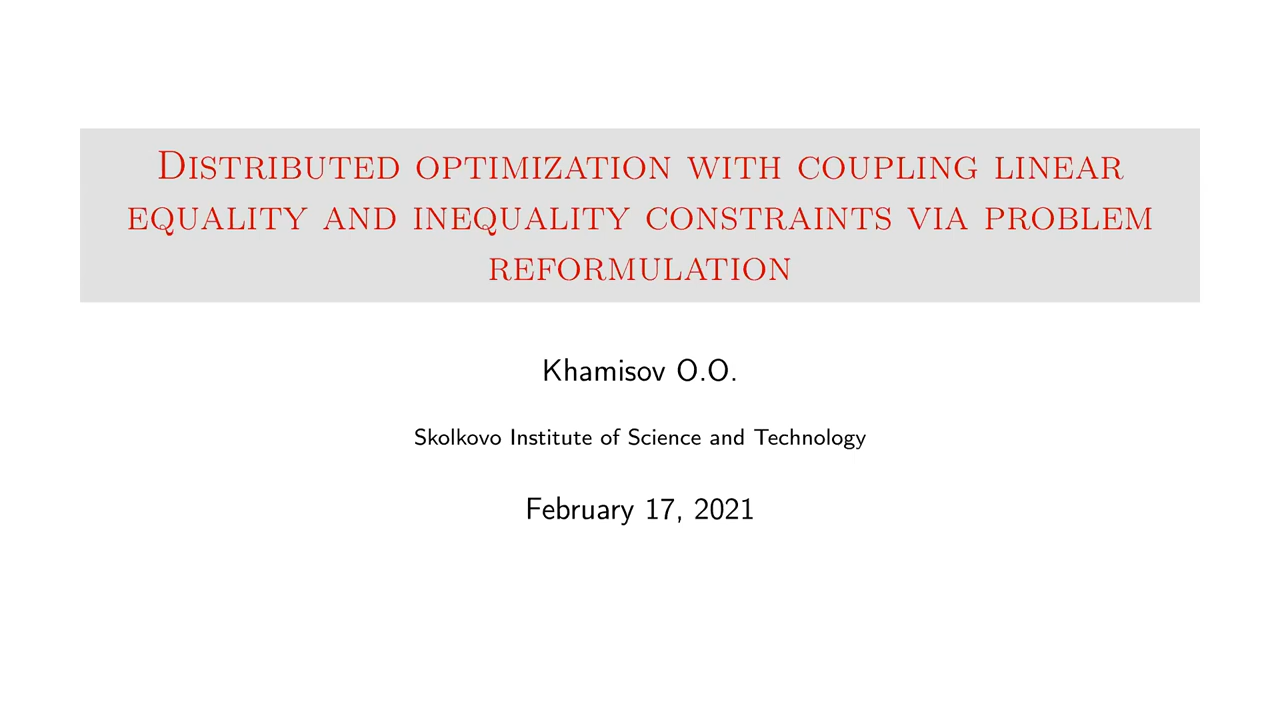 Distributed optimization with coupling linear
equality and inequality constraints via problem
reformulation
Khamisov O.O.
Skolkovo Institute of Science and Technology
February 17, 2021